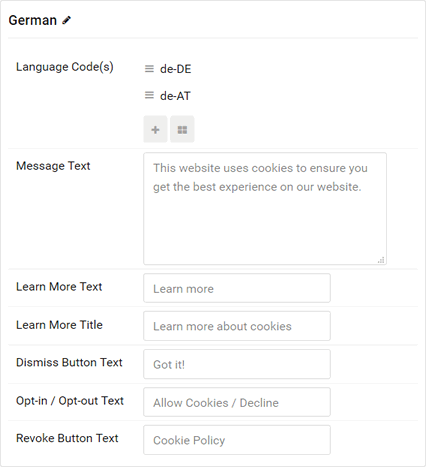 German
Language Code(s)
de-DE
de-AT
Message Text
This website uses cookies to ensure you
get the best experience on our website.
Learn More Text
Learn more
Learn More Title
Learn more about cookies
Dismiss Button Text
Got it!
Opt-in / Opt-out Text
Allow Cookies / Decline
Revoke Button Text
Cookie Policy